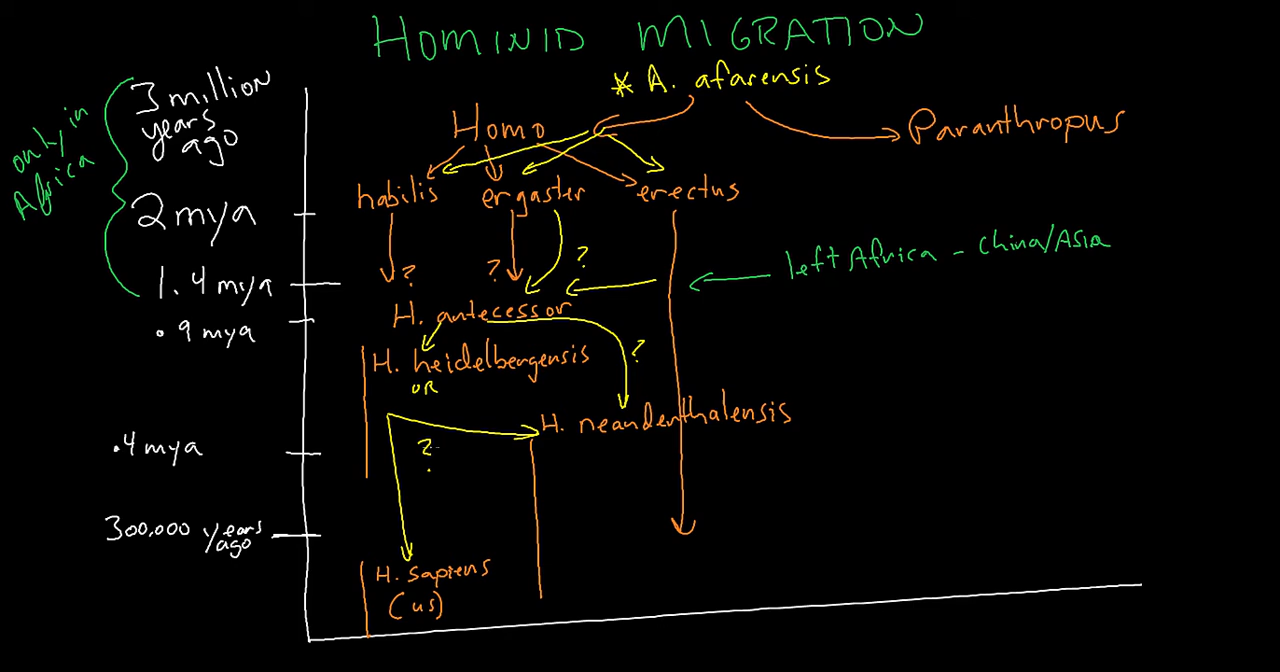 HOMINID MIGRATION
* A. afarensis
3 million
years
ago
Homo
Paranthropus
only in
Africa
habilis ergaster erectus
2 mya
left Africa - China/Asia
?
? ?
1.4 mya
H. antecessor
.9 mya
H. heidelbergensis
?
OR
H. neanderthalensis
.4 mya
?
300,000 years
ago
H. sapiens
(us)